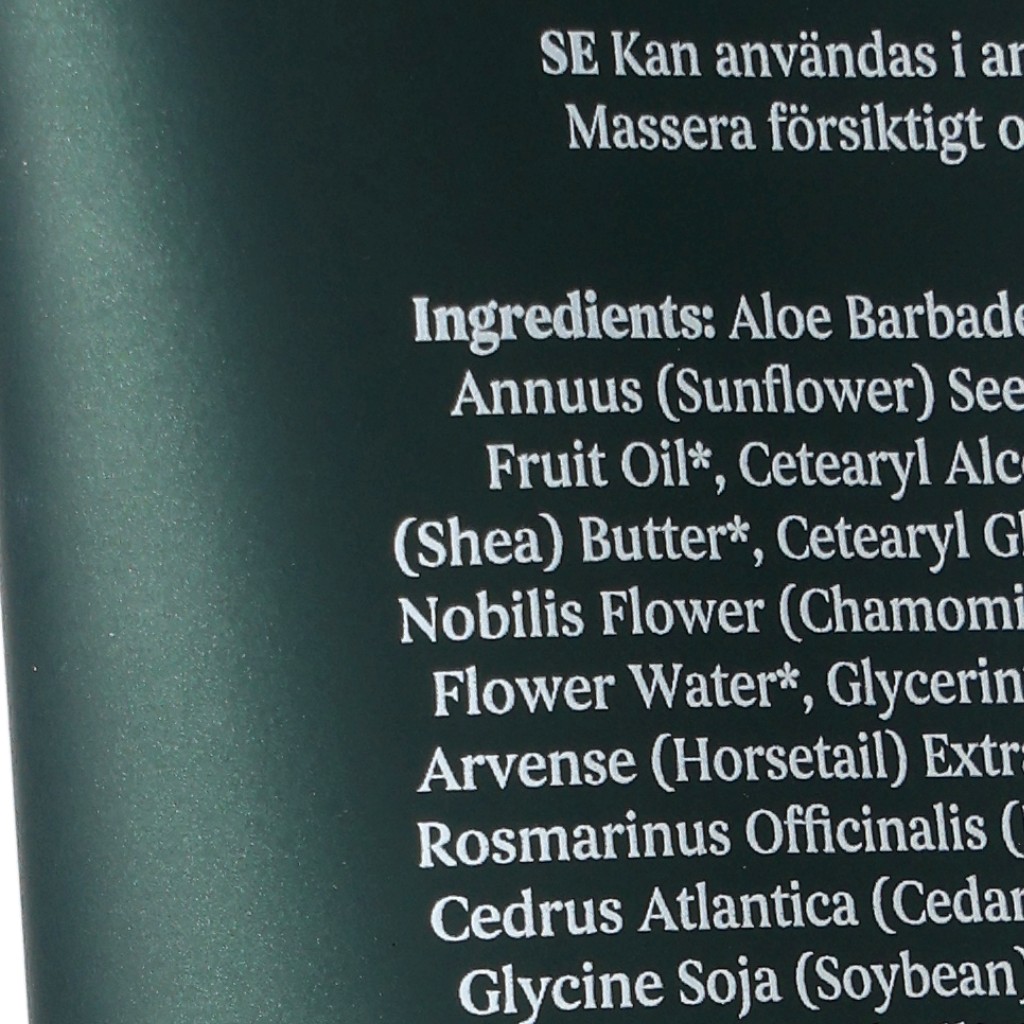 SE Kan användas i
Massera försiktigt
Ingredients: Aloe
Annuus (Sunflower)
Fruit Oil*, Cetearyl
(Shea) Butter*, Cetearyl
Nobilis Flower
Flower Water*, Glycerin
Arvense (Horsetail)
Rosmarinus Officinalis
Cedrus Atlantica
Glycine Soja (Soybean)